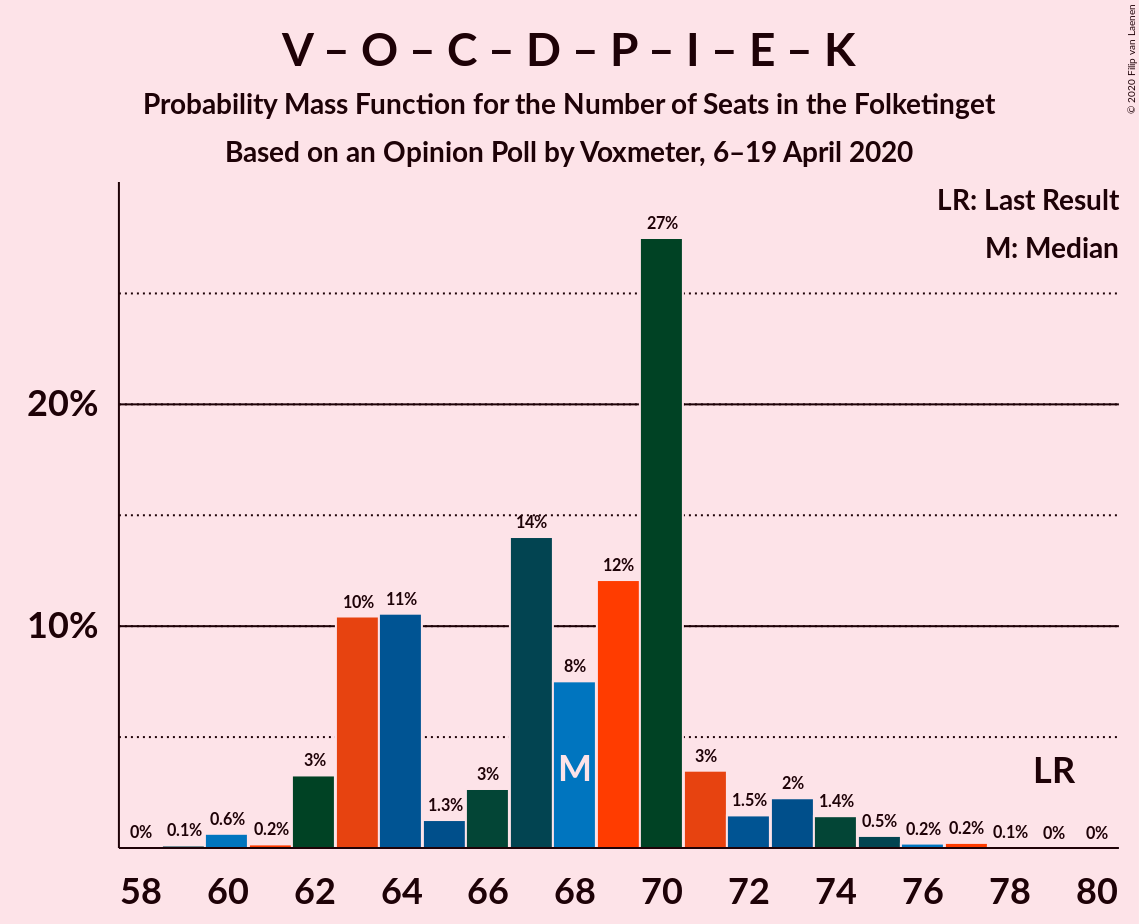 V – O – C – D – P – I – E – K
Probability Mass Function for the Number of Seats in the Folketinget
Based on an Opinion Poll by Voxmeter, 6–19 April 2020
© 2020 Filip van Laenen
LR: Last Result
M: Median
27%
20%
14%
12%
10% 11%
10%
8%
3% 3% 3%
M LR
0% 0.1% 0.6% 0.2% 1.3% 1.5% 2% 1.4% 0.5% 0.2% 0.2% 0.1% 0% 0%
58 60 62 64 66 68 70 72 74 76 78 80